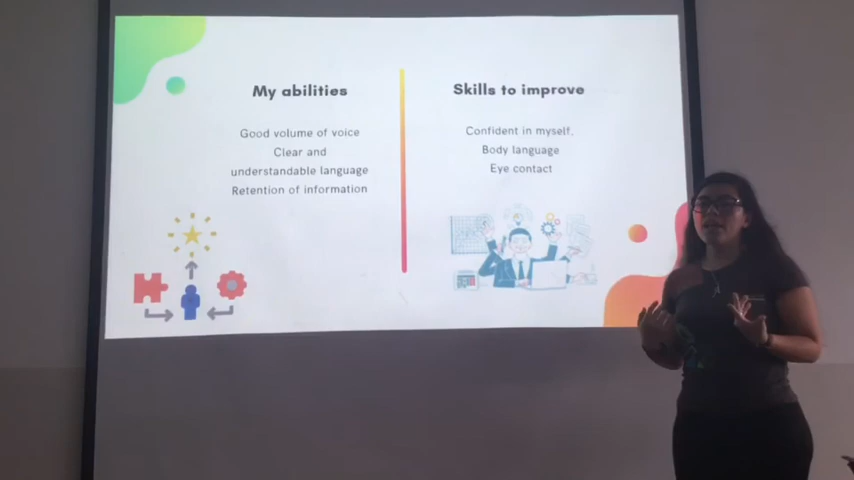 My abilities
Good volume of voice
Clear and
understandable language
Retention of information
Skills to improve
Confident in myself,
Body language
Eye contact